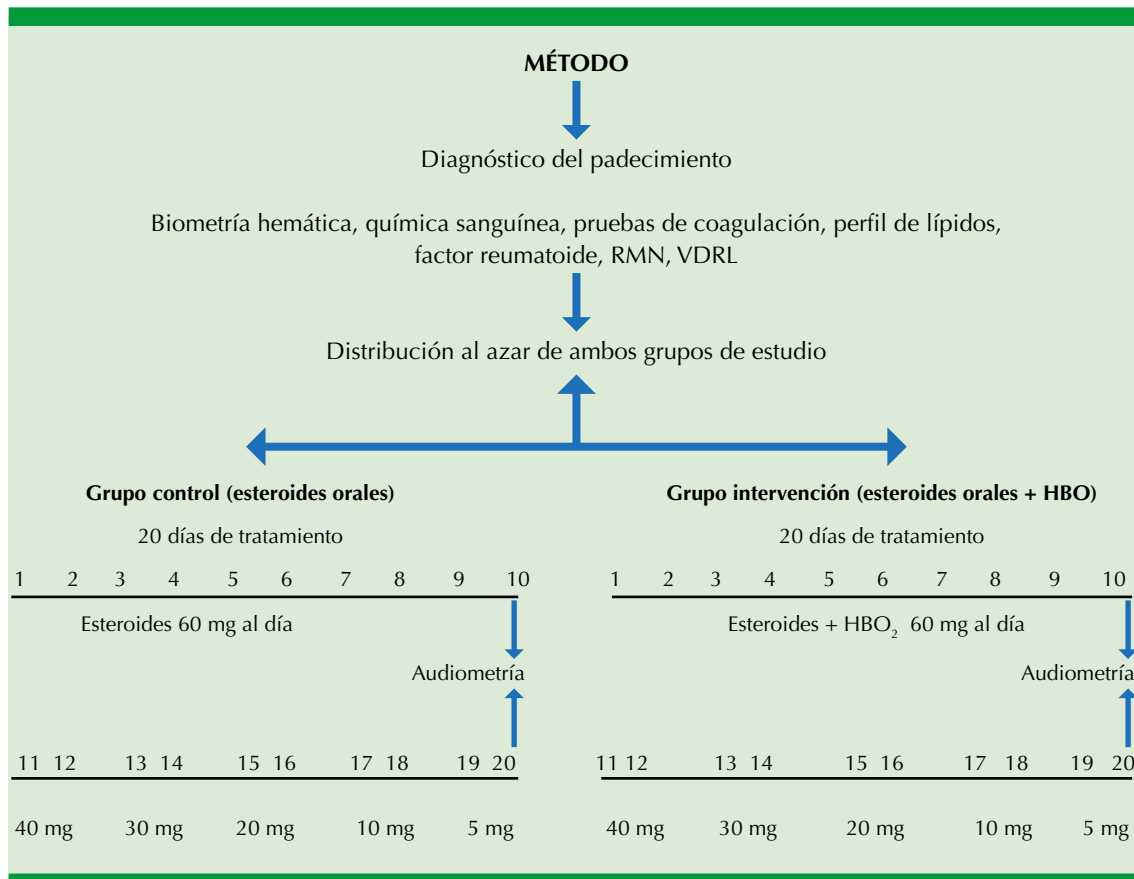 MÉTODO
Diagnóstico del padecimiento
Biometría hemática, química sanguínea, pruebas de coagulación, perfil de lípidos,
factor reumatoide, RMN, VDRL
Distribución al azar de ambos grupos de estudio
Grupo control (esteroides orales)
20 días de tratamiento
1 2 3 4 5 6 7 8 9 10
Esteroides 60 mg al día
Audiometría
11 12 13 14 15 16 17 18 19 20
40 mg 30 mg 20 mg 10 mg 5 mg
Grupo intervención (esteroides orales + HBO)
20 días de tratamiento
1 2 3 4 5 6 7 8 9 10
Esteroides + HBO₂ 60 mg al día
Audiometría
11 12 13 14 15 16 17 18 19 20
40 mg 30 mg 20 mg 10 mg 5 mg